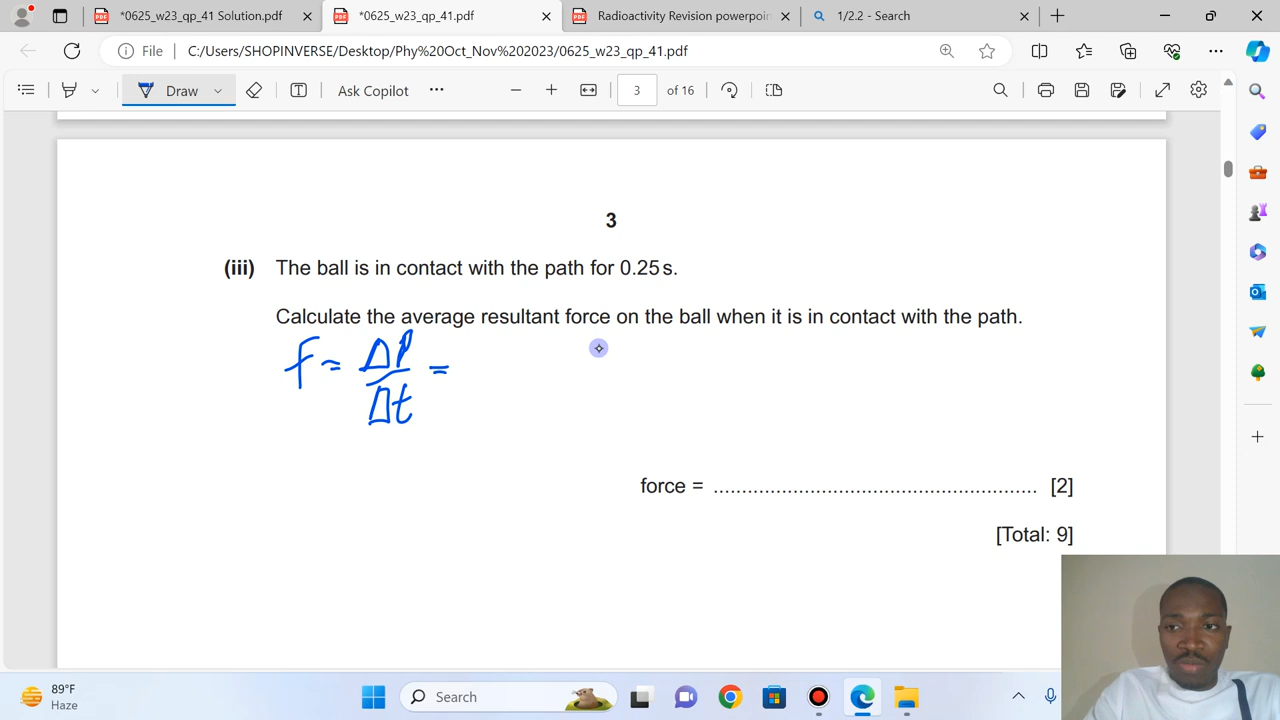 *0625_w23_qp_41 Solution.pdf
*0625_w23_qp_41.pdf
Radioactivity Revision powerpoin
1/2.2 - Search
File
C:/Users/SHOPINVERSE/Desktop/Phy%20Oct_Nov%202023/0625_w23_qp_41.pdf
Draw
Ask Copilot
3 of 16
3
(iii) The ball is in contact with the path for 0.25 s.
Calculate the average resultant force on the ball when it is in contact with the path.
F = ΔP/Δt =
force = ........................................................ [2]
[Total: 9]
89°F
Haze
Search